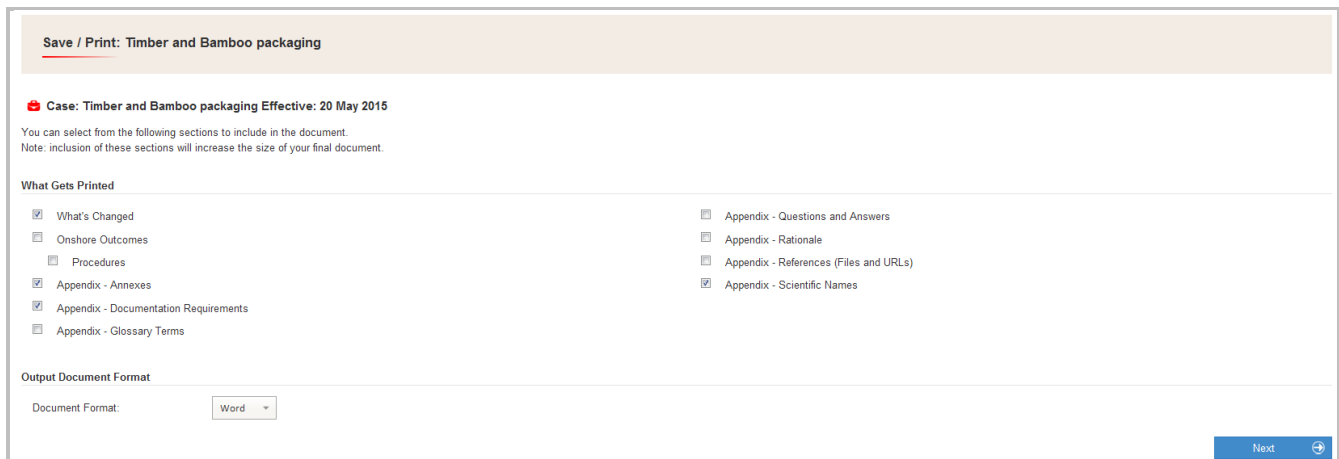 Save / Print: Timber and Bamboo packaging
Case: Timber and Bamboo packaging Effective: 20 May 2015
You can select from the following sections to include in the document.
Note: inclusion of these sections will increase the size of your final document.
What Gets Printed
What's Changed
Onshore Outcomes
Procedures
Appendix - Annexes
Appendix - Documentation Requirements
Appendix - Glossary Terms
Appendix - Questions and Answers
Appendix - Rationale
Appendix - References (Files and URLs)
Appendix - Scientific Names
Output Document Format
Document Format:
Word
Next